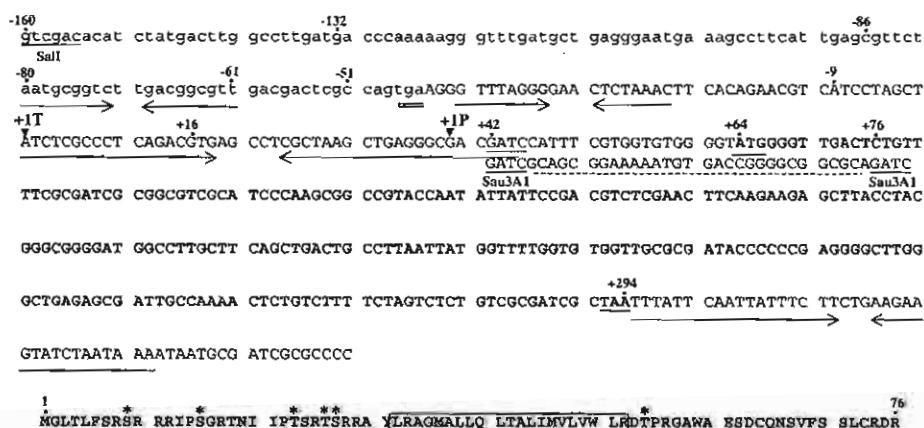 -160 -132 -86
gtcgacacat ctatgacttg gccttgatga cccaaaaagg gtttgatgct gagggaatga aagccttcat tgagcgttct
SalI
-80 -61 -51 -9
aatgcggtct tgacggcgtt gacgactcgc cagtgaAGGG TTTAGGGGAA CTCTAAACTT CACAGAACGT CATCCTAGCT
+1T +16 +1P +42 +64 +76
ATCTCGCCCT CAGACGTGAG CCTCGCTAAG CTGAGGGCGA CGATCCATTT CGTGGTGTGG GGTATGGGGT TGACTCTGTT
GATCGCAGC GGAAAAATGT GACCGGGGCG GCGCAGATC
Sau3A1 Sau3A1
TTCGCGATCG CGGCGTCGCA TCCCAAGCGG CCGTACCAAT ATTATTCCGA CGTCTCGAAC TTCAAGAAGA GCTTACCTAC
GGGCGGGGAT GGCCTTGCTT CAGCTGACTG CCTTAATTAT GGTTTTGGTG TGGTTGCGCG ATACCCCCCG AGGGGCTTGG
+294
GCTGAGAGCG ATTGCCAAAA CTCTGTCTTT TCTAGTCTCT GTCGCGATCG CTAATTTATT CAATTATTTC TTCTGAAGAA
GTATCTAATA AAATAATGCG ATCGCGCCCC
1 * * * ** * 76
MGLTLFSRSR RRIPSGRTNI IPTSRTSRRA YLRAGMALLQ LTALIMVLVW LRDTPRGAWA ESDCQNSVFS SLCRDR